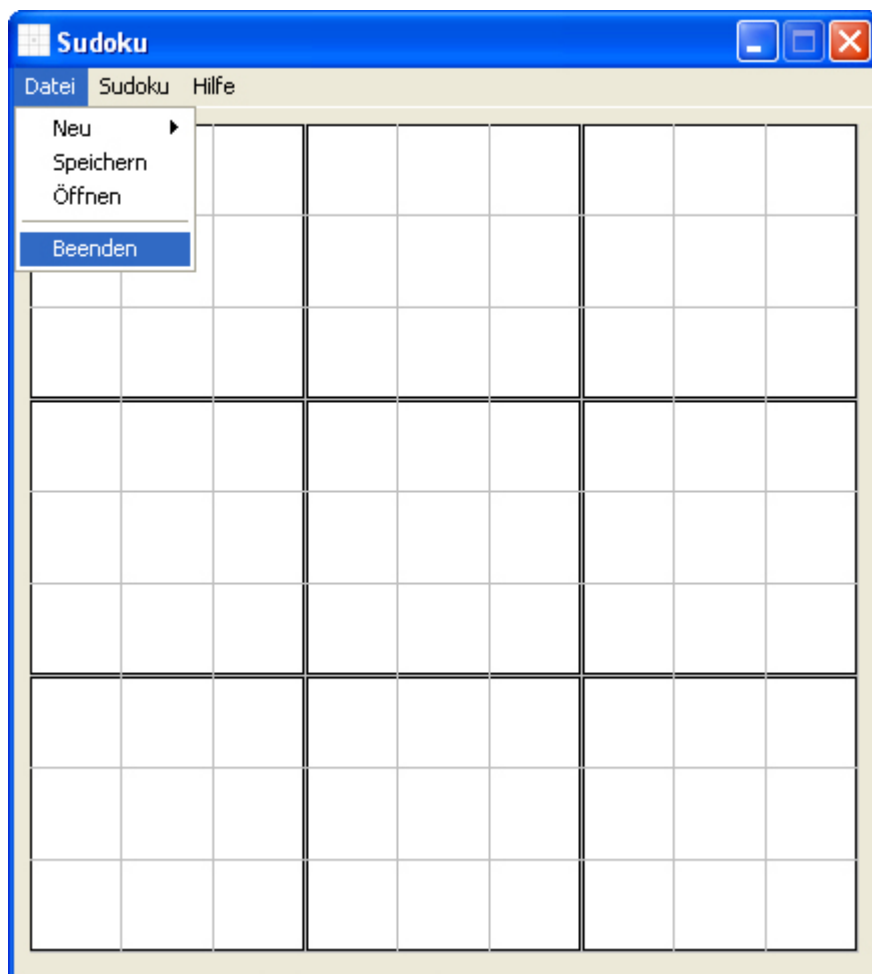 Sudoku
Datei Sudoku Hilfe
Neu
Speichern
Öffnen
Beenden